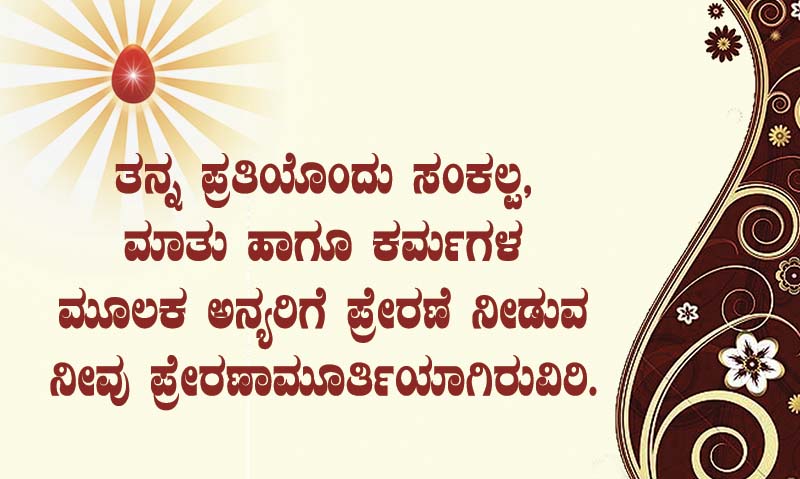 ತನ್ನ ಪ್ರತಿಯೊಂದು ಸಂಕಲ್ಪ,
ಮಾತು ಹಾಗೂ ಕರ್ಮಗಳ
ಮೂಲಕ ಅನ್ಯರಿಗೆ ಪ್ರೇರಣೆ ನೀಡುವ
ನೀವು ಪ್ರೇರಣಾಮೂರ್ತಿಯಾಗಿರುವಿರಿ.